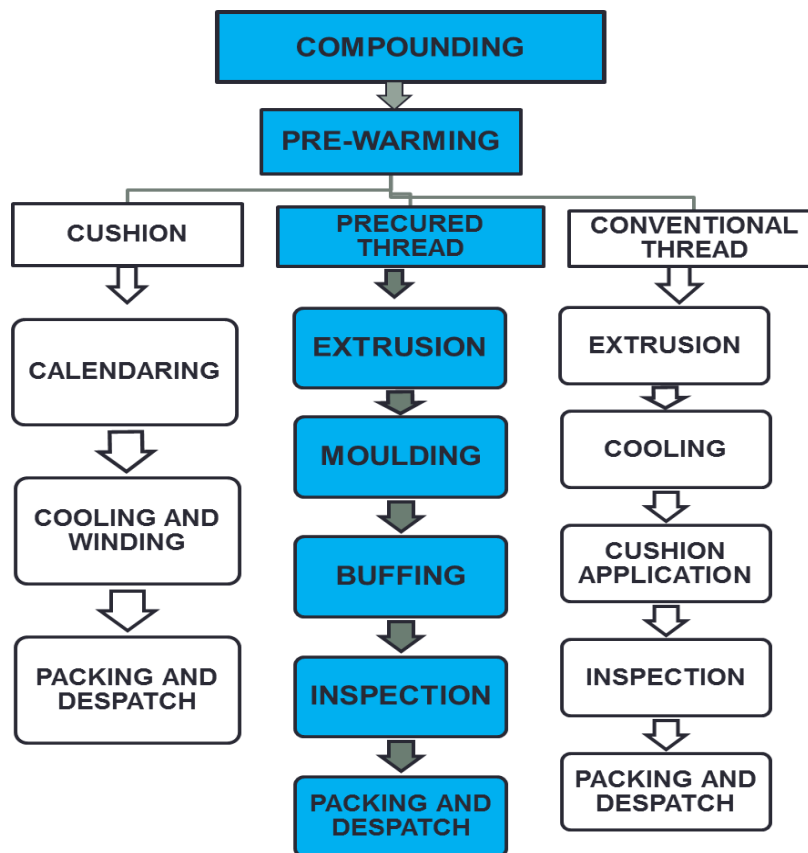 COMPOUNDING
PRE-WARMING
CUSHION
PRECURED
THREAD
CONVENTIONAL
THREAD
CALENDARING
COOLING AND
WINDING
PACKING AND
DESPATCH
EXTRUSION
MOULDING
BUFFING
INSPECTION
PACKING AND
DESPATCH
EXTRUSION
COOLING
CUSHION
APPLICATION
INSPECTION
PACKING AND
DESPATCH